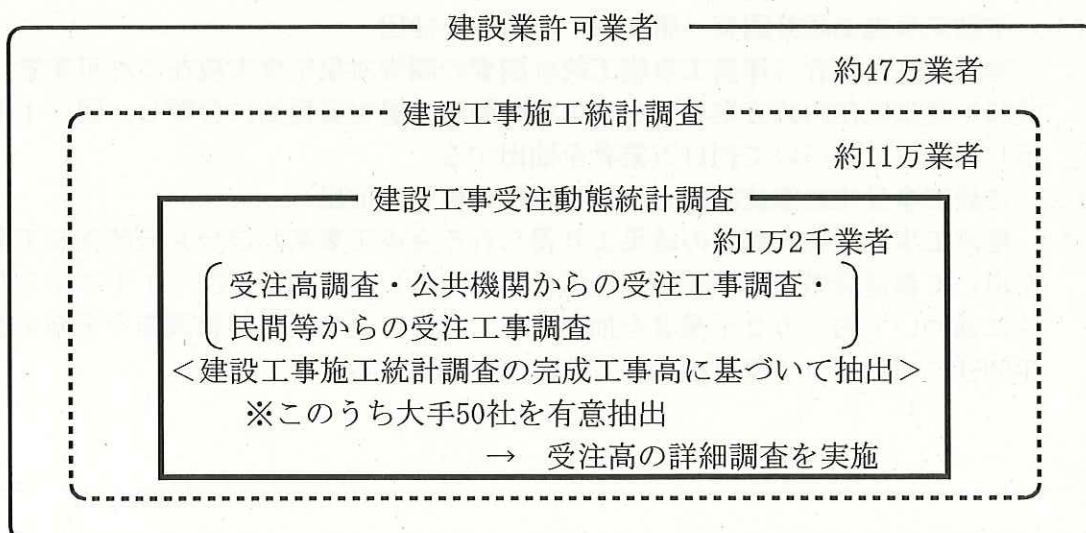 建設業許可業者
約47万業者
建設工事施工統計調査
約11万業者
建設工事受注動態統計調査
約1万2千業者
受注高調査・公共機関からの受注工事調査・
民間等からの受注工事調査
＜建設工事施工統計調査の完成工事高に基づいて抽出＞
※このうち大手50社を有意抽出
→　受注高の詳細調査を実施